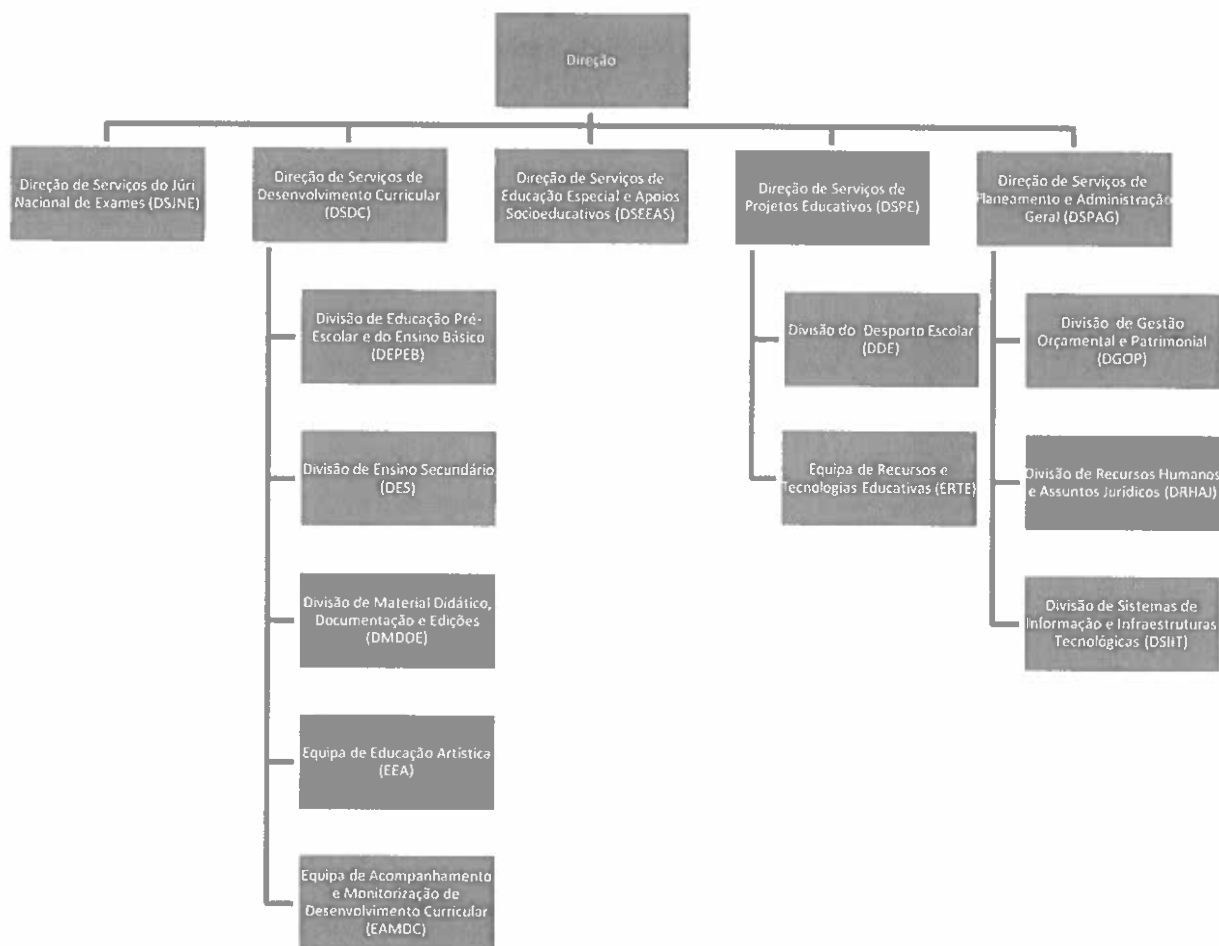 Direção
Direção de Serviços do Júri
Nacional de Exames (DSJNE)
Direção de Serviços de
Desenvolvimento Curricular
(DSDC)
Direção de Serviços de
Educação Especial e Apoios
Socioeducativos (DSEEAS)
Direção de Serviços de
Projetos Educativos (DSPE)
Direção de Serviços de
Planeamento e Administração
Geral (DSPAG)
Divisão de Educação Pré-
Escolar e do Ensino Básico
(DEPEB)
Divisão de Ensino Secundário
(DES)
Divisão de Material Didático,
Documentação e Edições
(DMDOE)
Equipa de Educação Artística
(EEA)
Equipa de Acompanhamento
e Monitorização de
Desenvolvimento Curricular
(EAMDC)
Divisão do Desporto Escolar
(DDE)
Equipa de Recursos e
Tecnologias Educativas (ERTE)
Divisão de Gestão
Orçamental e Patrimonial
(DGOP)
Divisão de Recursos Humanos
e Assuntos Jurídicos (DRHAJ)
Divisão de Sistemas de
Informação e Infraestruturas
Tecnológicas (DSIIT)